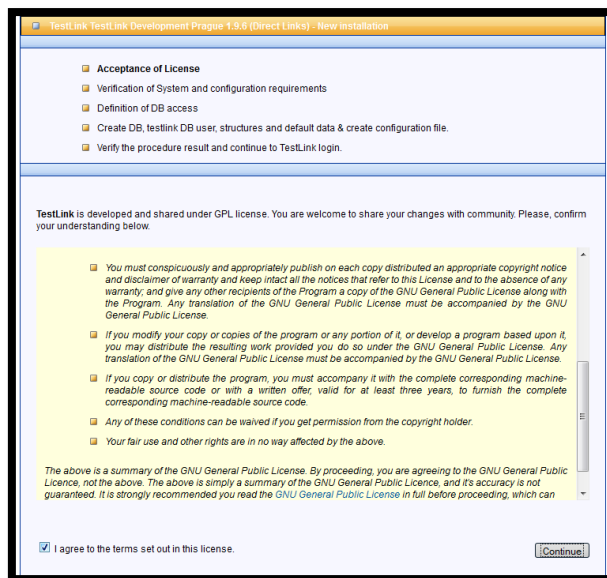 TestLink TestLink Development Prague 1.9.6 (Direct Links) - New installation
Acceptance of License
Verification of System and configuration requirements
Definition of DB access
Create DB, testlink DB user, structures and default data & create configuration file.
Verify the procedure result and continue to TestLink login.
TestLink is developed and shared under GPL license. You are welcome to share your changes with community. Please, confirm
your understanding below.
You must conspicuously and appropriately publish on each copy distributed an appropriate copyright notice
and disclaimer of warranty and keep intact all the notices that refer to this License and to the absence of any
warranty; and give any other recipients of the Program a copy of the GNU General Public License along with
the Program. Any translation of the GNU General Public License must be accompanied by the GNU
General Public License.
If you modify your copy or copies of the program or any portion of it, or develop a program based upon it,
you may distribute the resulting work provided you do so under the GNU General Public License. Any
translation of the GNU General Public License must be accompanied by the GNU General Public License.
If you copy or distribute the program, you must accompany it with the complete corresponding machine-
readable source code or with a written offer, valid for at least three years, to furnish the complete
corresponding machine-readable source code.
Any of these conditions can be waived if you get permission from the copyright holder.
Your fair use and other rights are in no way affected by the above.
The above is a summary of the GNU General Public License. By proceeding, you are agreeing to the GNU General Public
Licence, not the above. The above is simply a summary of the GNU General Public Licence, and it's accuracy is not
guaranteed. It is strongly recommended you read the GNU General Public License in full before proceeding, which can
I agree to the terms set out in this license.
Continue